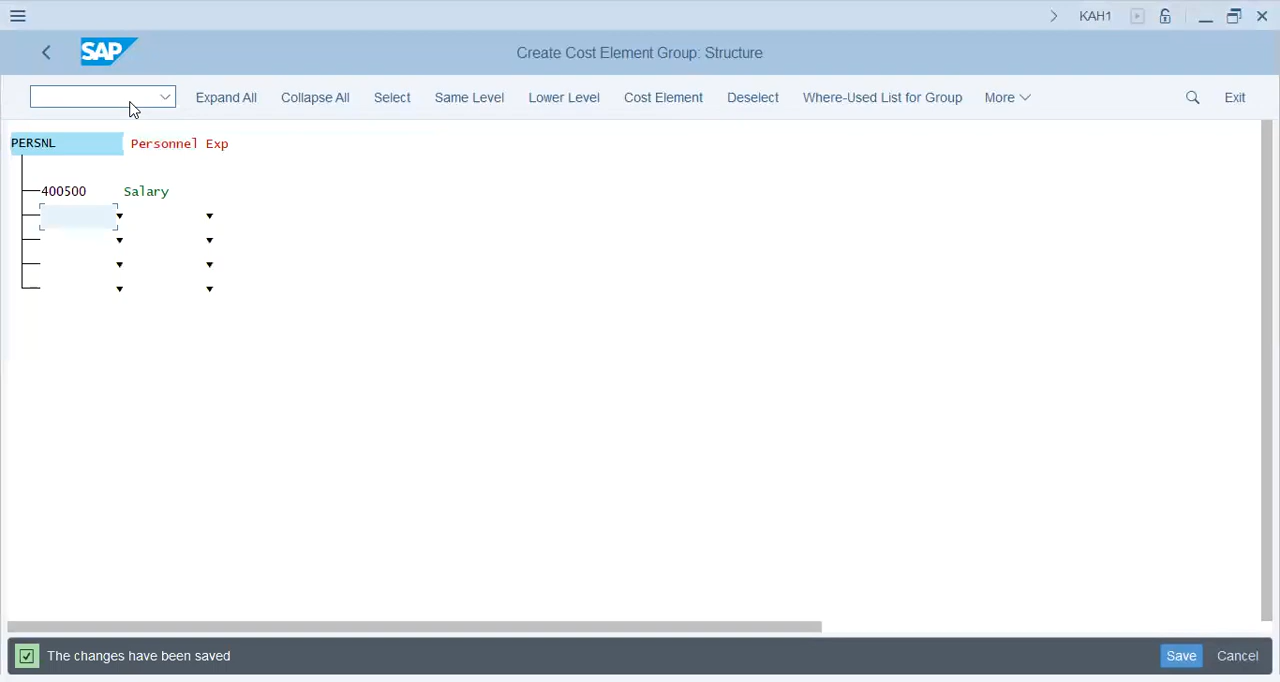 KAH1
SAP
Create Cost Element Group: Structure
Expand All Collapse All Select Same Level Lower Level Cost Element Deselect Where-Used List for Group More Exit
PERSNL Personnel Exp
400500 Salary
The changes have been saved Save Cancel